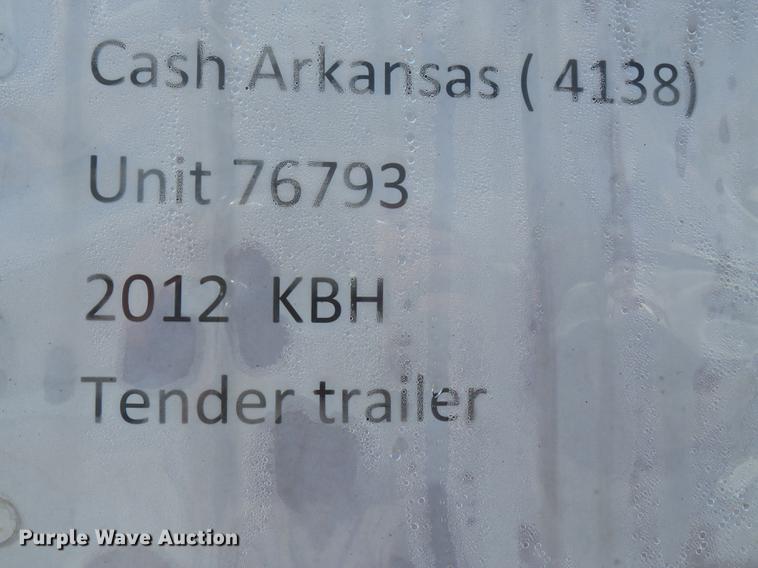 Cash Arkansas ( 4138)
Unit 76793
2012 KBH
Tender trailer
Purple Wave Auction